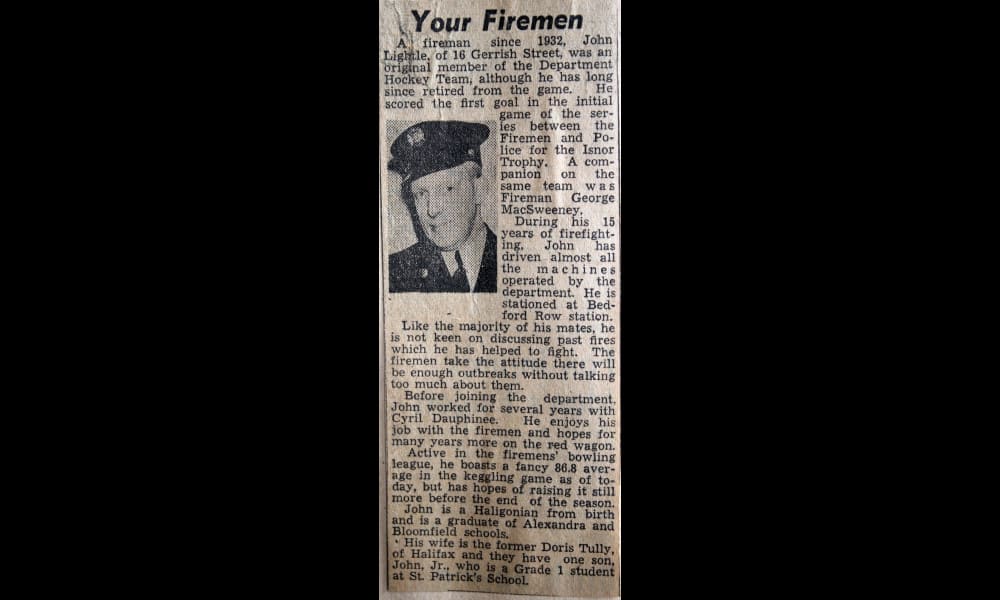 Your Firemen
A fireman since 1932, John
Lightle, of 16 Gerrish Street, was an
original member of the Department
Hockey Team, although he has long
since retired from the game. He
scored the first goal in the initial
game of the ser-
ies between the
Firemen and Po-
lice for the Isnor
Trophy. A com-
panion on the
same team was
Fireman George
MacSweeney.
During his 15
years of firefight-
ing, John has
driven almost all
the machines
operated by the
department. He is
stationed at Bed-
ford Row station.
Like the majority of his mates, he
is not keen on discussing past fires
which he has helped to fight. The
firemen take the attitude there will
be enough outbreaks without talking
too much about them.
Before joining the department,
John worked for several years with
Cyril Dauphinee. He enjoys his
job with the firemen and hopes for
many years more on the red wagon.
Active in the firemens' bowling
league, he boasts a fancy 86.8 aver-
age in the keggling game as of to-
day, but has hopes of raising it still
more before the end of the season.
John is a Haligonian from birth
and is a graduate of Alexandra and
Bloomfield schools.
His wife is the former Doris Tully,
of Halifax and they have one son,
John, Jr., who is a Grade 1 student
at St. Patrick's School.